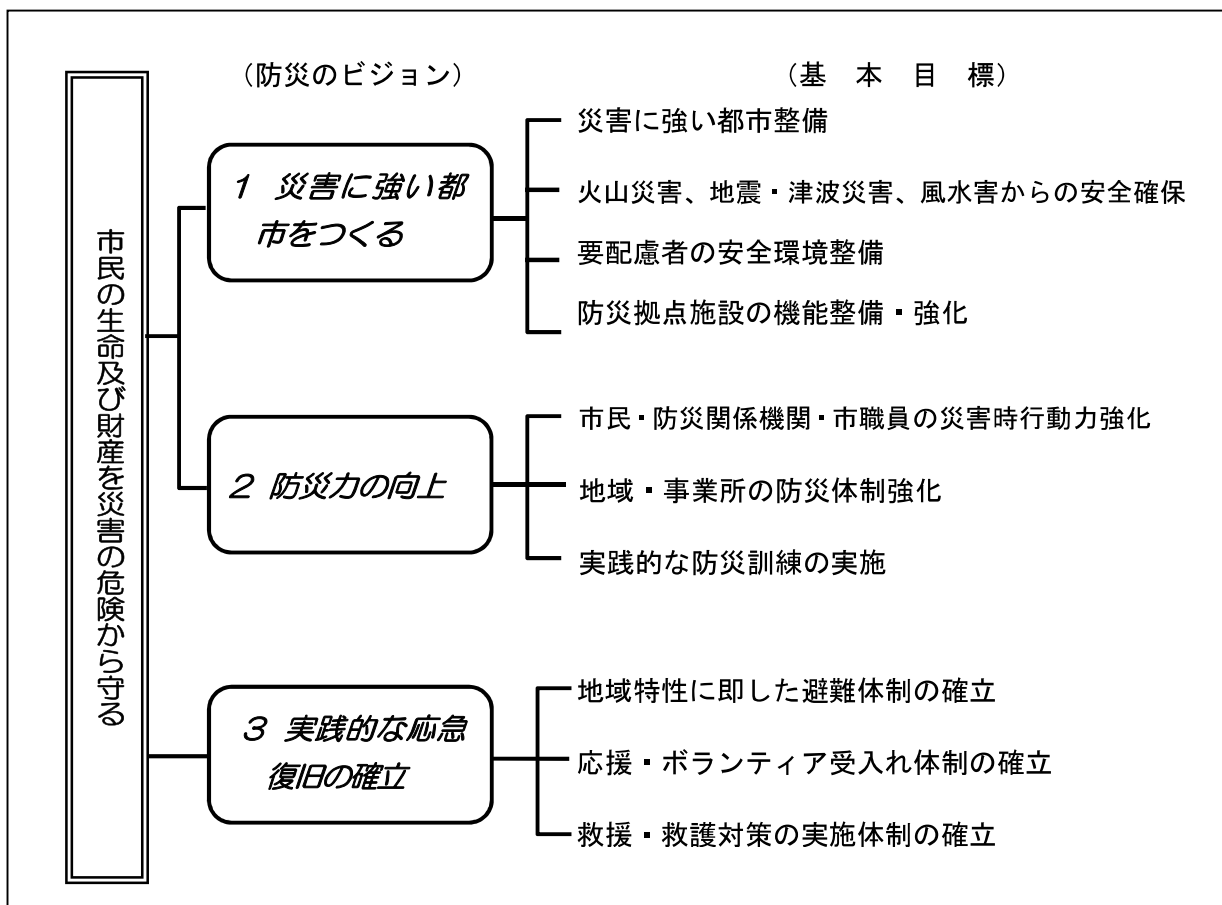 （防災のビジョン）
（基　本　目　標）
市民の生命及び財産を災害の危険から守る
1 災害に強い都
市をつくる
災害に強い都市整備
火山災害、地震・津波災害、風水害からの安全確保
要配慮者の安全環境整備
防災拠点施設の機能整備・強化
2 防災力の向上
市民・防災関係機関・市職員の災害時行動力強化
地域・事業所の防災体制強化
実践的な防災訓練の実施
3 実践的な応急
復旧の確立
地域特性に即した避難体制の確立
応援・ボランティア受入れ体制の確立
救援・救護対策の実施体制の確立